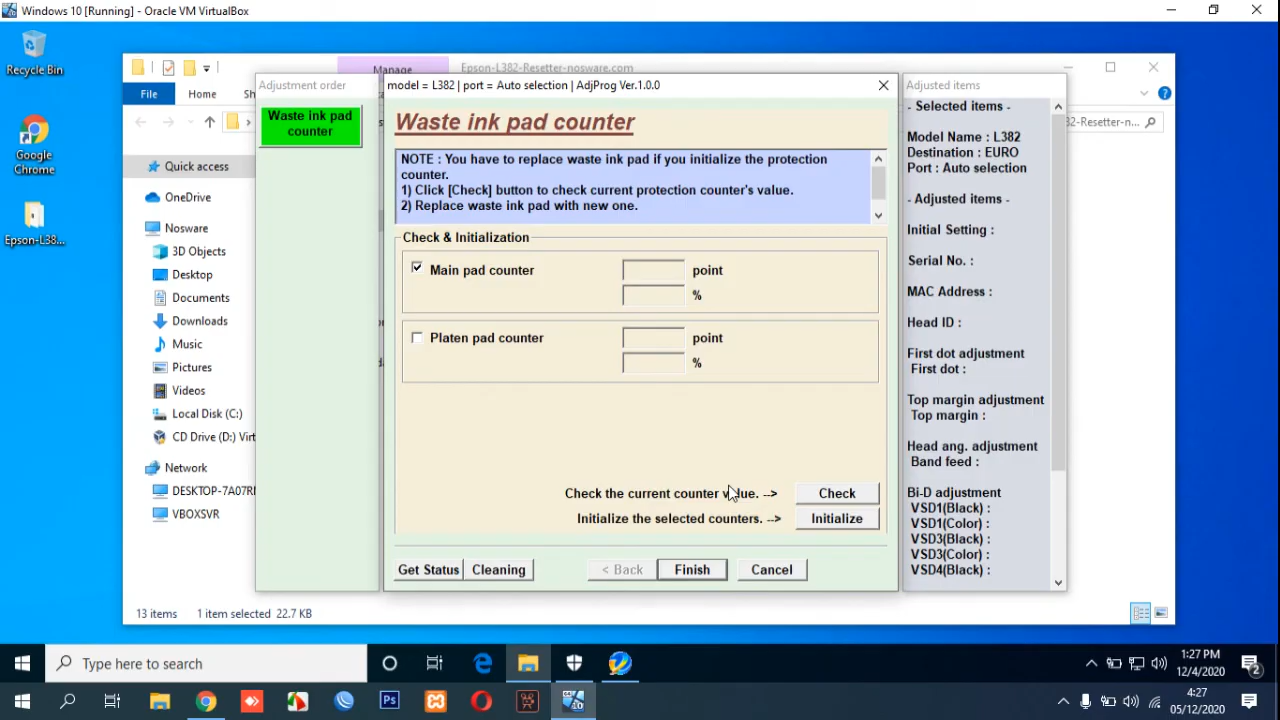 Windows 10 [Running] - Oracle VM VirtualBox
Recycle Bin
Google
Chrome
Epson-L38...
Manage
Epson-L382-Resetter-nosware.com
File
Home
32-Resetter-n...
Quick access
OneDrive
Nosware
3D Objects
Desktop
Documents
Downloads
Music
Pictures
Videos
Local Disk (C:)
CD Drive (D:) Virt
Network
DESKTOP-7A07RN
VBOXSVR
13 items
1 item selected 22.7 KB
Adjustment order
Waste ink pad
counter
model = L382 | port = Auto selection | AdjProg Ver.1.0.0
Waste ink pad counter
NOTE : You have to replace waste ink pad if you initialize the protection
counter.
1) Click [Check] button to check current protection counter's value.
2) Replace waste ink pad with new one.
Check & Initialization
Main pad counter
point
%
Platen pad counter
point
%
Check the current counter value. -->
Check
Initialize the selected counters. -->
Initialize
Get Status
Cleaning
< Back
Finish
Cancel
Adjusted items
- Selected items -
Model Name : L382
Destination : EURO
Port : Auto selection
- Adjusted items -
Initial Setting :
Serial No. :
MAC Address :
Head ID :
First dot adjustment
First dot :
Top margin adjustment
Top margin :
Head ang. adjustment
Band feed :
Bi-D adjustment
VSD1(Black) :
VSD1(Color) :
VSD3(Black) :
VSD3(Color) :
VSD4(Black) :
Type here to search
1:27 PM
12/4/2020
2
Ps
4:27
05/12/2020